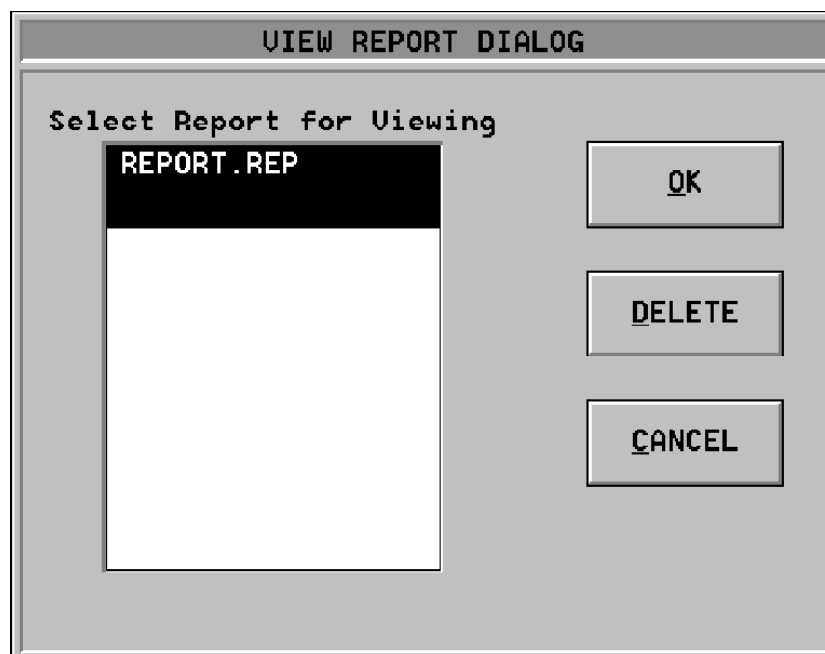 VIEW REPORT DIALOG
Select Report for Viewing
REPORT.REP
OK
DELETE
CANCEL